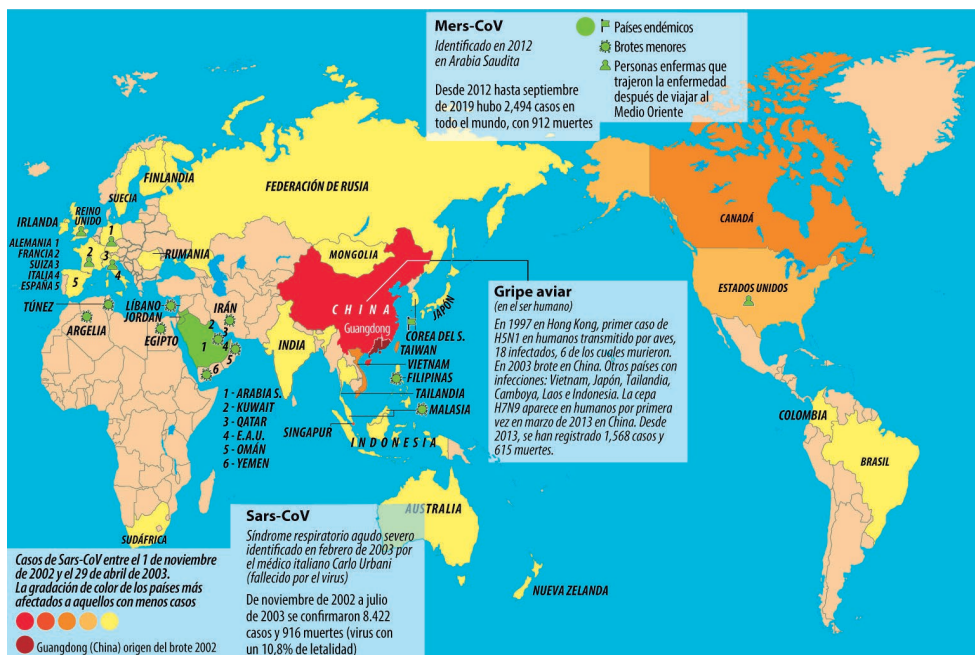 Mers-CoV
Identificado en 2012
en Arabia Saudita
Desde 2012 hasta septiembre
de 2019 hubo 2,494 casos en
todo el mundo, con 912 muertes
Países endémicos
Brotes menores
Personas enfermas que
trajeron la enfermedad
después de viajar al
Medio Oriente
FINLANDIA
SUECIA
FEDERACIÓN DE RUSIA
IRLANDA
REINO
UNIDO
ALEMANIA 1
FRANCIA 2
SUIZA 3
ITALIA 4
ESPAÑA 5
1
2
3
4
5
RUMANIA
MONGOLIA
CANADÁ
ESTADOS UNIDOS
TÚNEZ
LÍBANO
JORDAN
IRÁN
ARGELIA
EGIPTO
CHINA
Guangdong
JAPÓN
COREA DEL S.
TAIWAN
INDIA
VIETNAM
FILIPINAS
TAILANDIA
MALASIA
SINGAPUR
INDONESIA
1
2
3
4
5
6
1 - ARABIA S.
2 - KUWAIT
3 - QATAR
4 - E.A.U.
5 - OMÁN
6 - YEMEN
Gripe aviar
(en el ser humano)
En 1997 en Hong Kong, primer caso de
H5N1 en humanos transmitido por aves,
18 infectados, 6 de los cuales murieron.
En 2003 brote en China. Otros países con
infecciones: Vietnam, Japón, Tailandia,
Camboya, Laos e Indonesia. La cepa
H7N9 aparece en humanos por primera
vez en marzo de 2013 en China. Desde
2013, se han registrado 1,568 casos y
615 muertes.
COLOMBIA
BRASIL
AUSTRALIA
NUEVA ZELANDA
SUDÁFRICA
Sars-CoV
Síndrome respiratorio agudo severo
identificado en febrero de 2003 por
el médico italiano Carlo Urbani
(fallecido por el virus)
De noviembre de 2002 a julio
de 2003 se confirmaron 8.422
casos y 916 muertes (virus con
un 10,8% de letalidad)
Casos de Sars-CoV entre el 1 de noviembre
de 2002 y el 29 de abril de 2003.
La gradación de color de los países más
afectados a aquellos con menos casos
Guangdong (China) origen del brote 2002